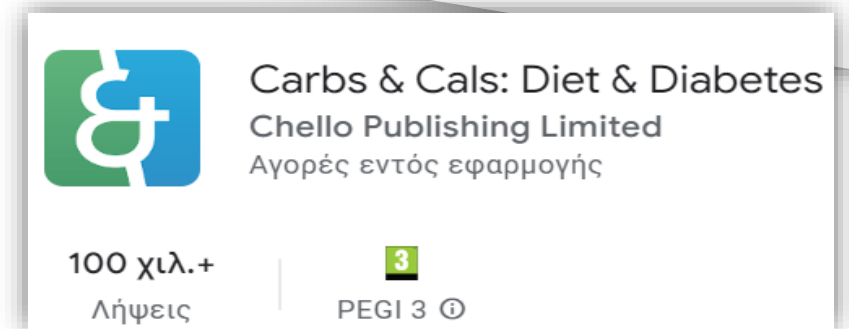 &
Carbs & Cals: Diet & Diabetes
Chello Publishing Limited
Αγορές εντός εφαρμογής
100 χιλ.+
Λήψεις
3
PEGI 3